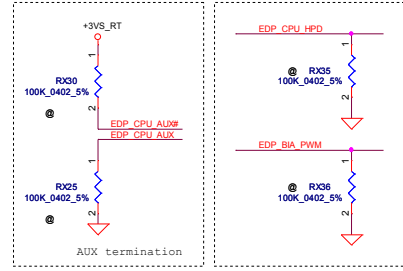 +3VS_RT
1
RX30
100K_0402_5%
2
@
EDP_CPU_AUX#
EDP_CPU_AUX
1
RX25
100K_0402_5%
2
@
AUX termination
EDP_CPU_HPD
1
@ RX35
100K_0402_5%
2
EDP_BIA_PWM
1
@ RX36
100K_0402_5%
2